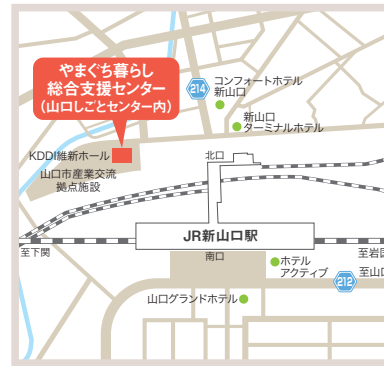 やまぐち暮らし
総合支援センター
(山口しごとセンター内)
214
コンフォートホテル
新山口
新山口
ターミナルホテル
KDDI維新ホール
山口市産業交流
拠点施設
北口
JR新山口駅
至下関
南口
至岩国
ホテル
アクティブ
至山口
212
山口グランドホテル